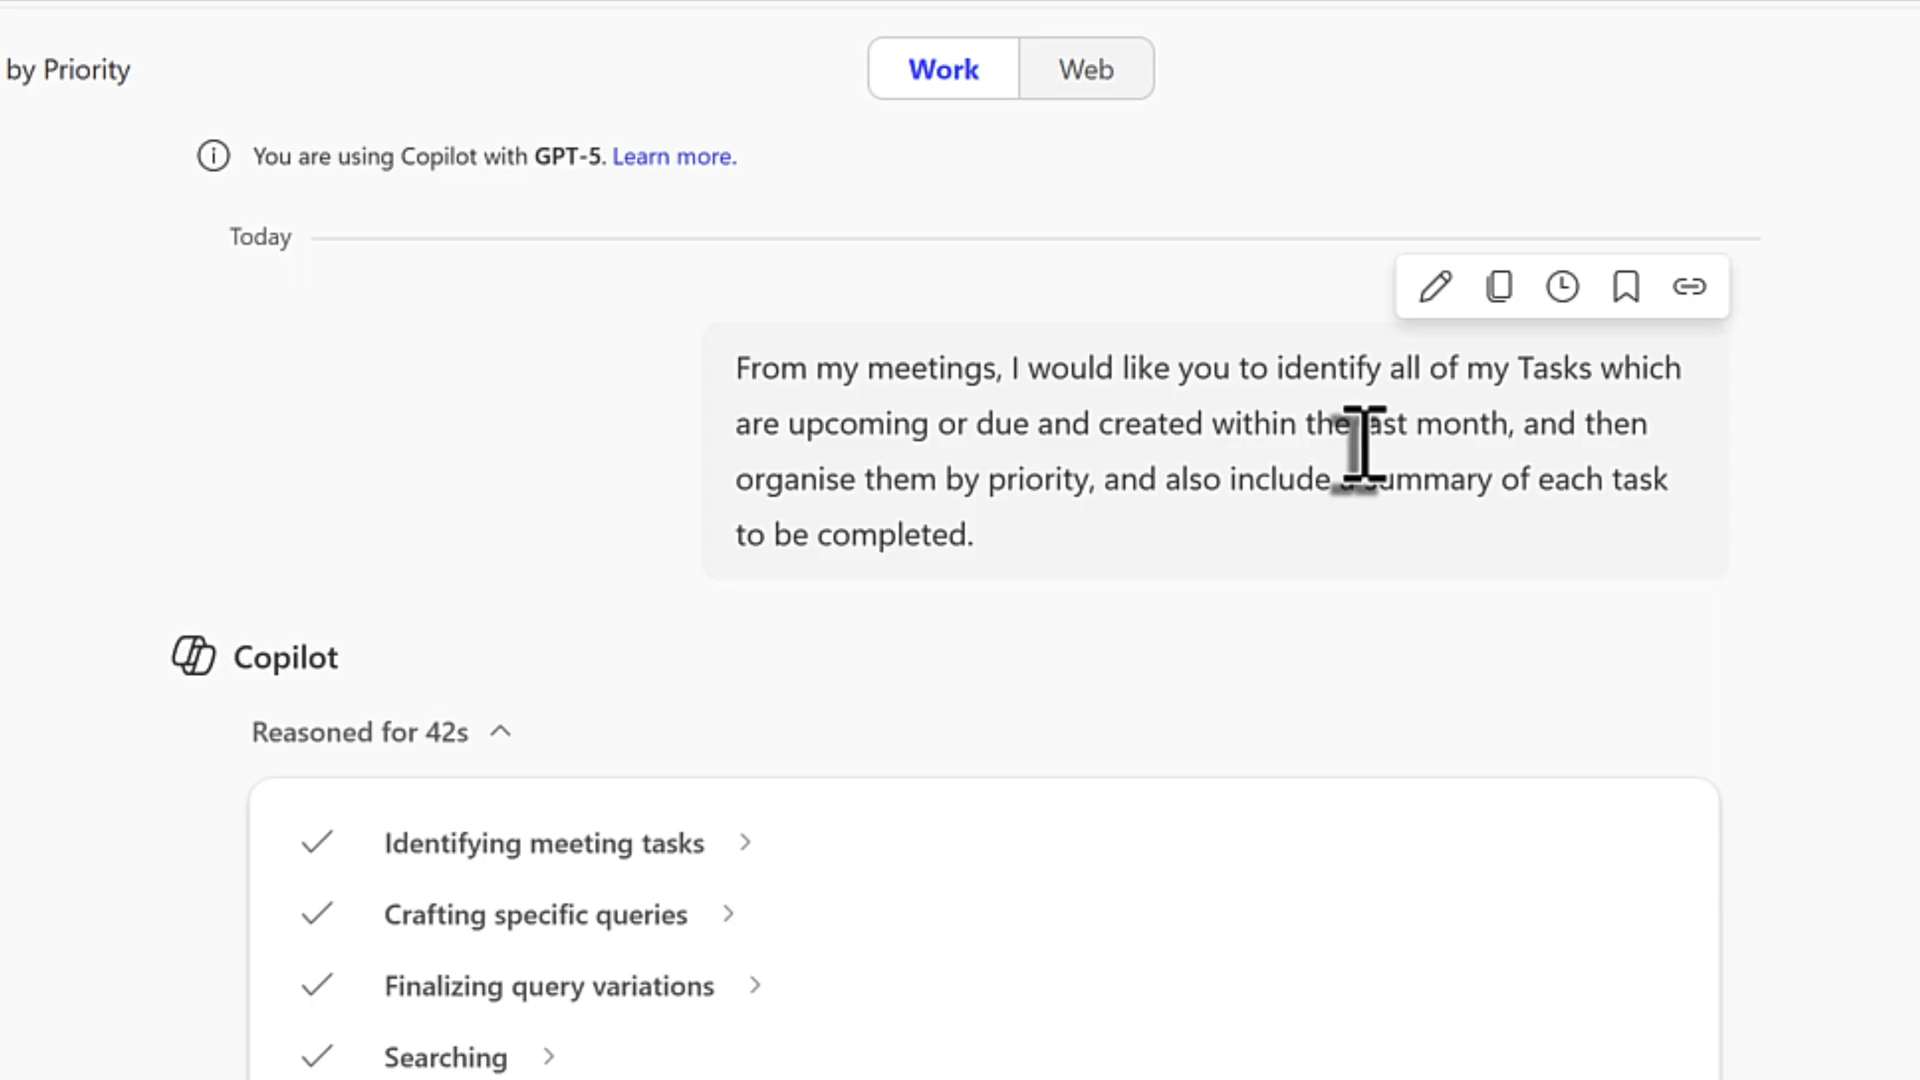 by Priority
Work
Web
You are using Copilot with GPT-5. Learn more.
Today
From my meetings, I would like you to identify all of my Tasks which
are upcoming or due and created within the last month, and then
organise them by priority, and also include a summary of each task
to be completed.
Copilot
Reasoned for 42s
Identifying meeting tasks
Crafting specific queries
Finalizing query variations
Searching